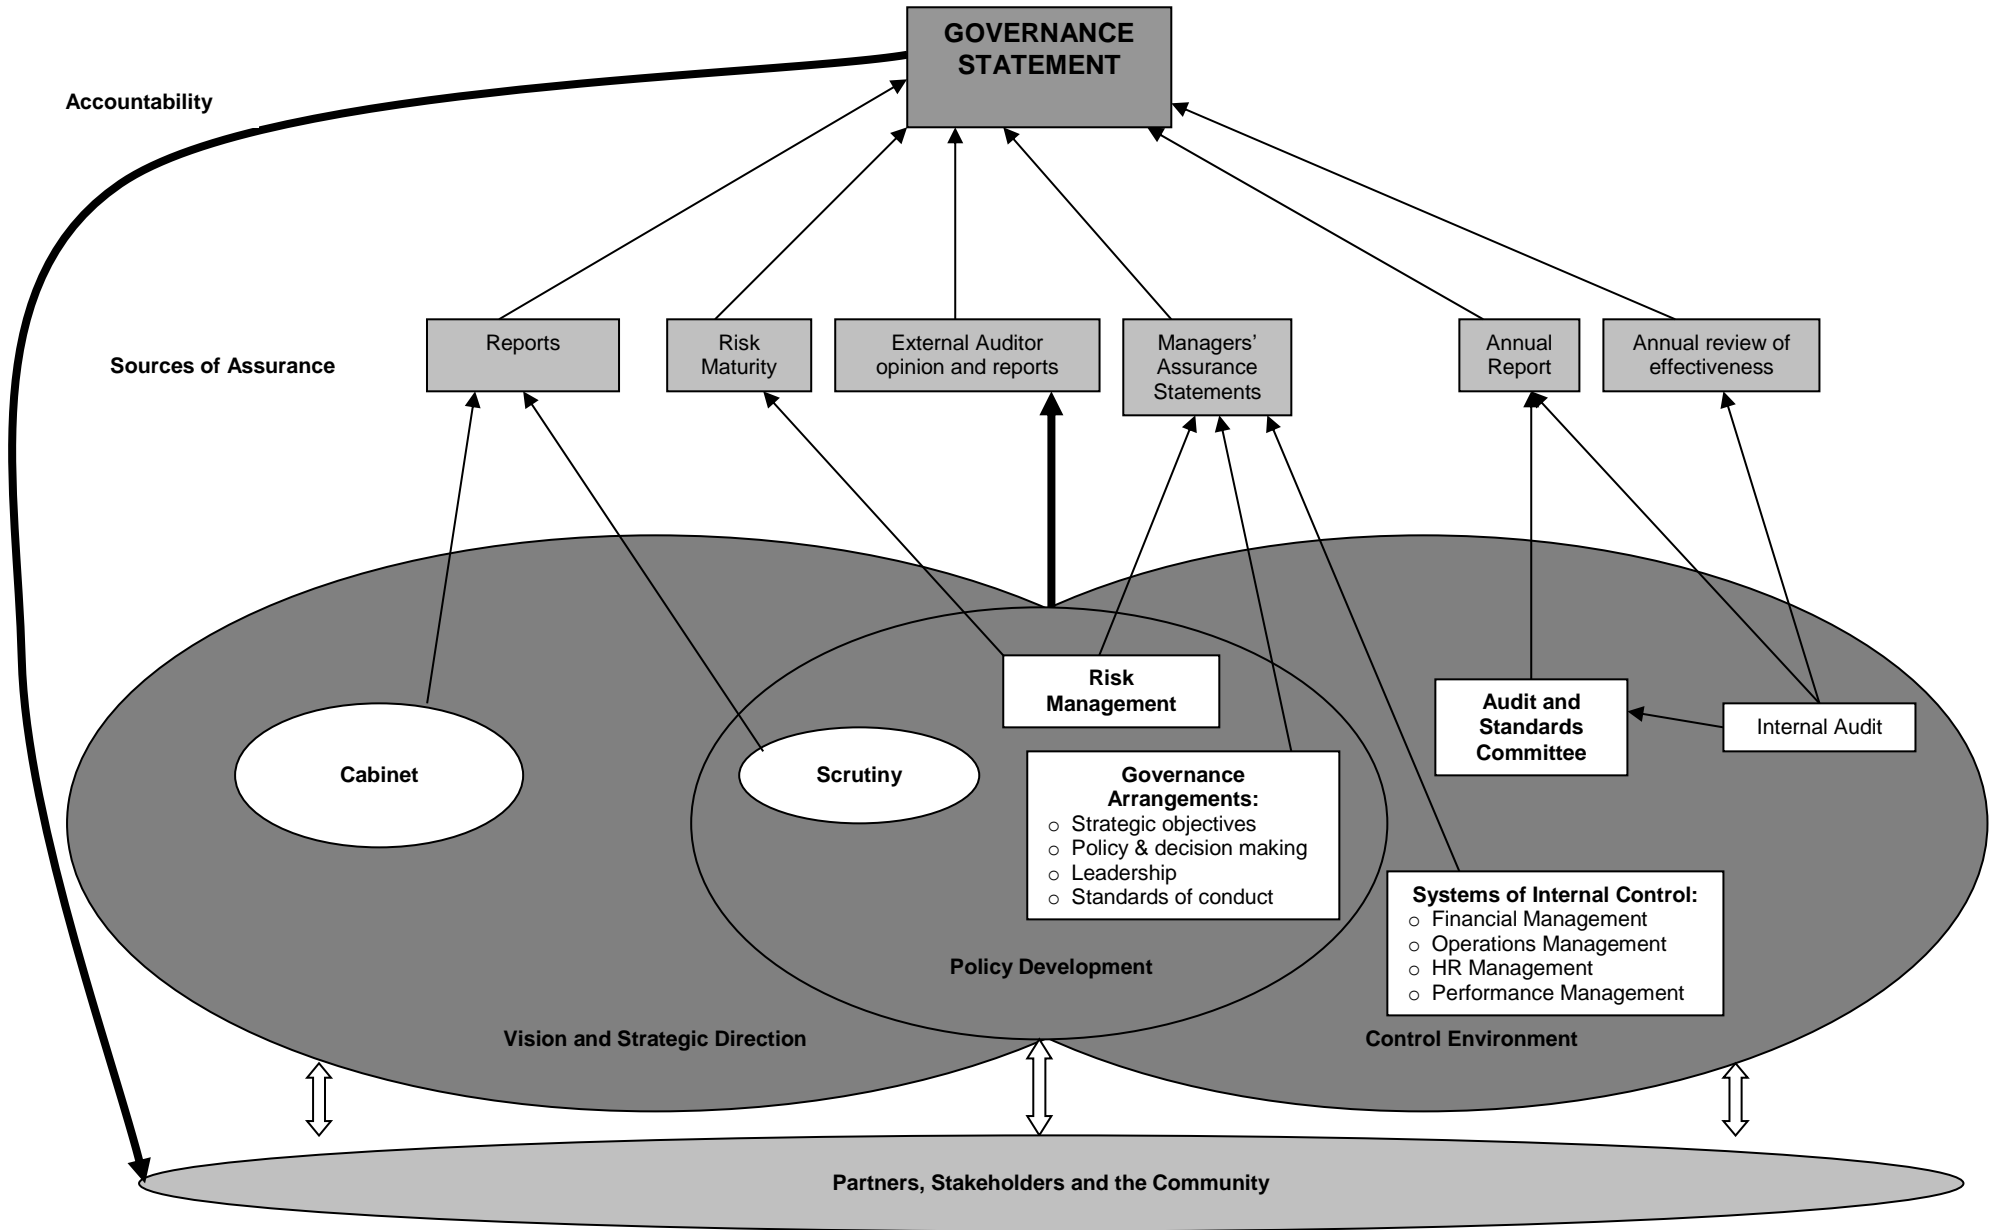 GOVERNANCE
STATEMENT
Accountability
Sources of Assurance
Reports
Risk
Maturity
External Auditor
opinion and reports
Managers’
Assurance
Statements
Annual
Report
Annual review of
effectiveness
Cabinet
Scrutiny
Risk
Management
Governance
Arrangements:
○ Strategic objectives
○ Policy & decision making
○ Leadership
○ Standards of conduct
Audit and
Standards
Committee
Internal Audit
Systems of Internal Control:
○ Financial Management
○ Operations Management
○ HR Management
○ Performance Management
Policy Development
Vision and Strategic Direction
Control Environment
Partners, Stakeholders and the Community